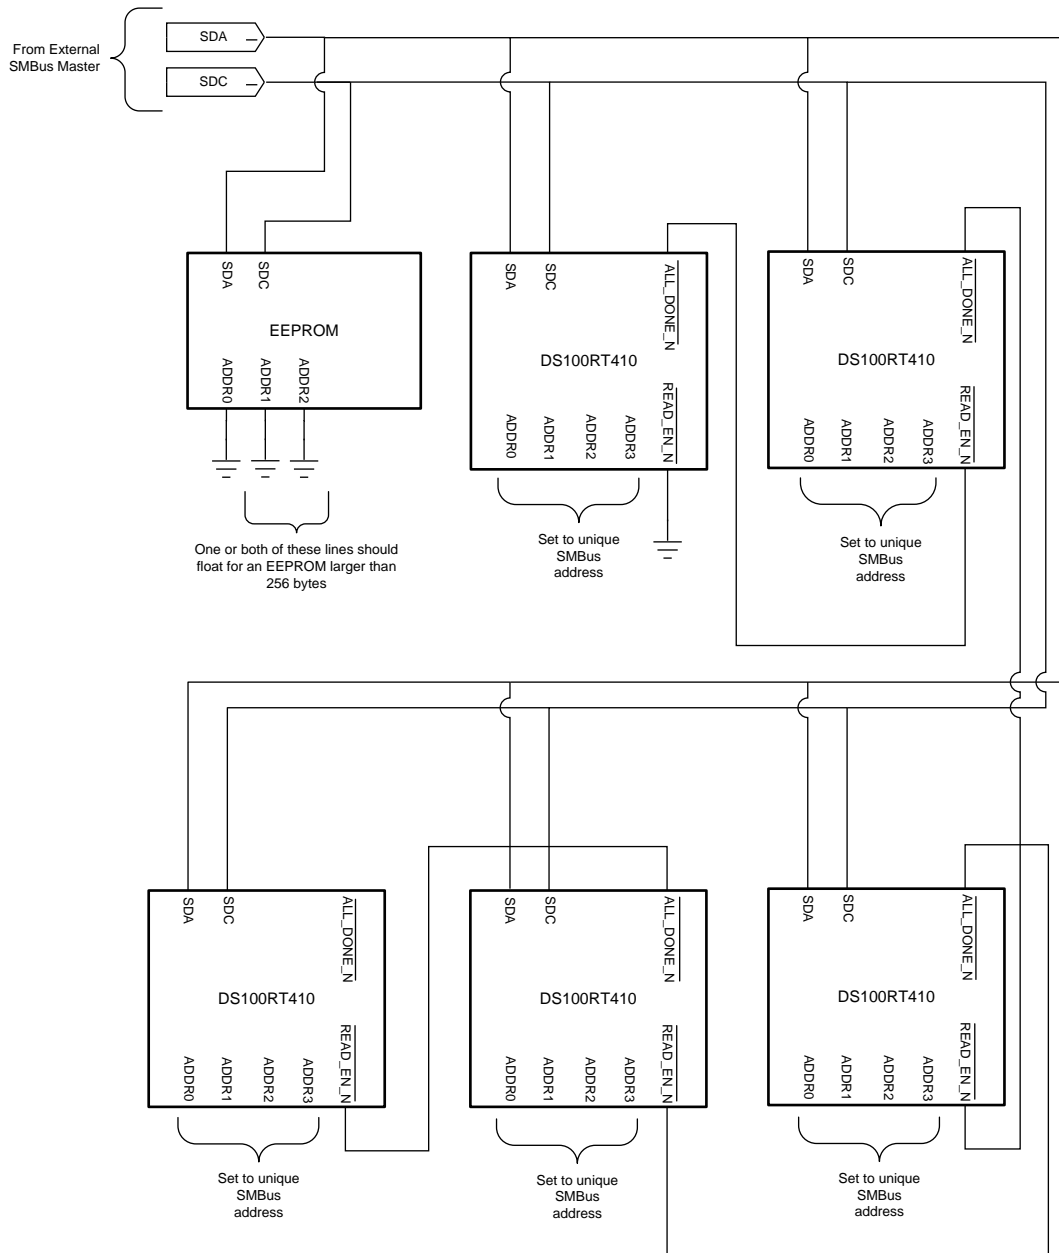 From External
SMBus Master
SDA
SDC
SDA
SDC
EEPROM
ADDR0
ADDR1
ADDR2
One or both of these lines should
float for an EEPROM larger than
256 bytes
SDA
SDC
ALL_DONE_N
DS100RT410
ADDR0
ADDR1
ADDR2
ADDR3
READ_EN_N
Set to unique
SMBus
address
SDA
SDC
ALL_DONE_N
DS100RT410
ADDR0
ADDR1
ADDR2
ADDR3
READ_EN_N
Set to unique
SMBus
address
SDA
SDC
ALL_DONE_N
DS100RT410
ADDR0
ADDR1
ADDR2
ADDR3
READ_EN_N
Set to unique
SMBus
address
SDA
SDC
ALL_DONE_N
DS100RT410
ADDR0
ADDR1
ADDR2
ADDR3
READ_EN_N
Set to unique
SMBus
address
SDA
SDC
ALL_DONE_N
DS100RT410
ADDR0
ADDR1
ADDR2
ADDR3
READ_EN_N
Set to unique
SMBus
address